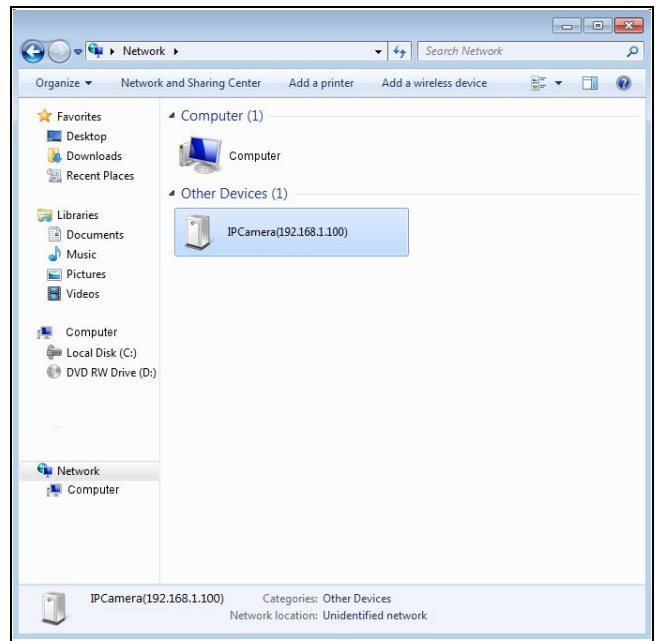 Network
Search Network
Organize Network and Sharing Center Add a printer Add a wireless device
Favorites
Desktop
Downloads
Recent Places
Libraries
Documents
Music
Pictures
Videos
Computer
Local Disk (C:)
DVD RW Drive (D:)
Network
Computer
Computer (1)
Computer
Other Devices (1)
IPCamera(192.168.1.100)
IPCamera(192.168.1.100) Categories: Other Devices
Network location: Unidentified network